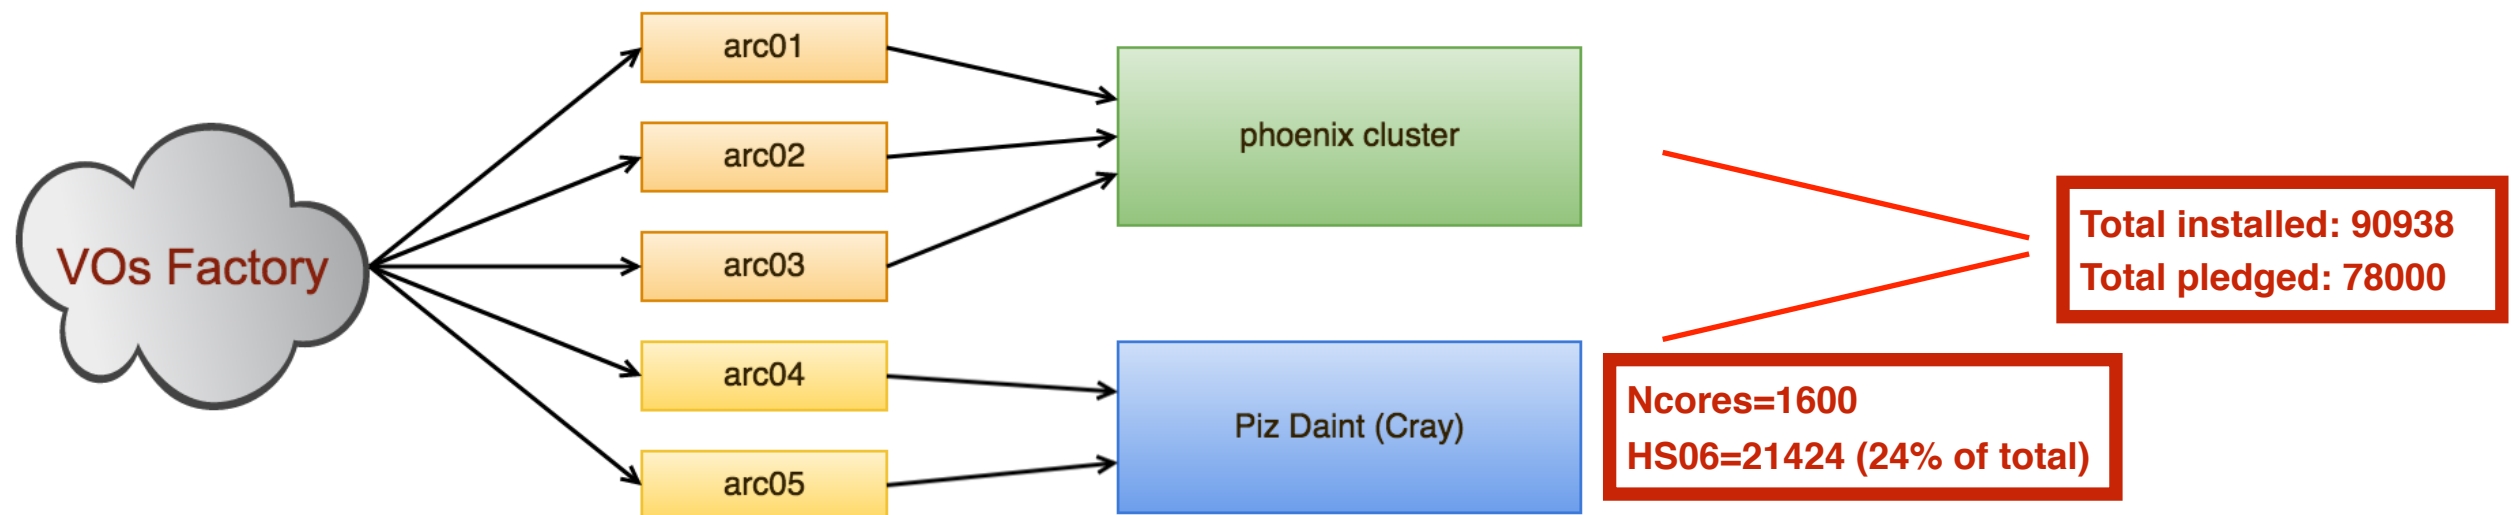 VOs Factory
arc01
arc02
arc03
arc04
arc05
phoenix cluster
Piz Daint (Cray)
Total installed: 90938
Total pledged: 78000
Ncores=1600
HS06=21424 (24% of total)